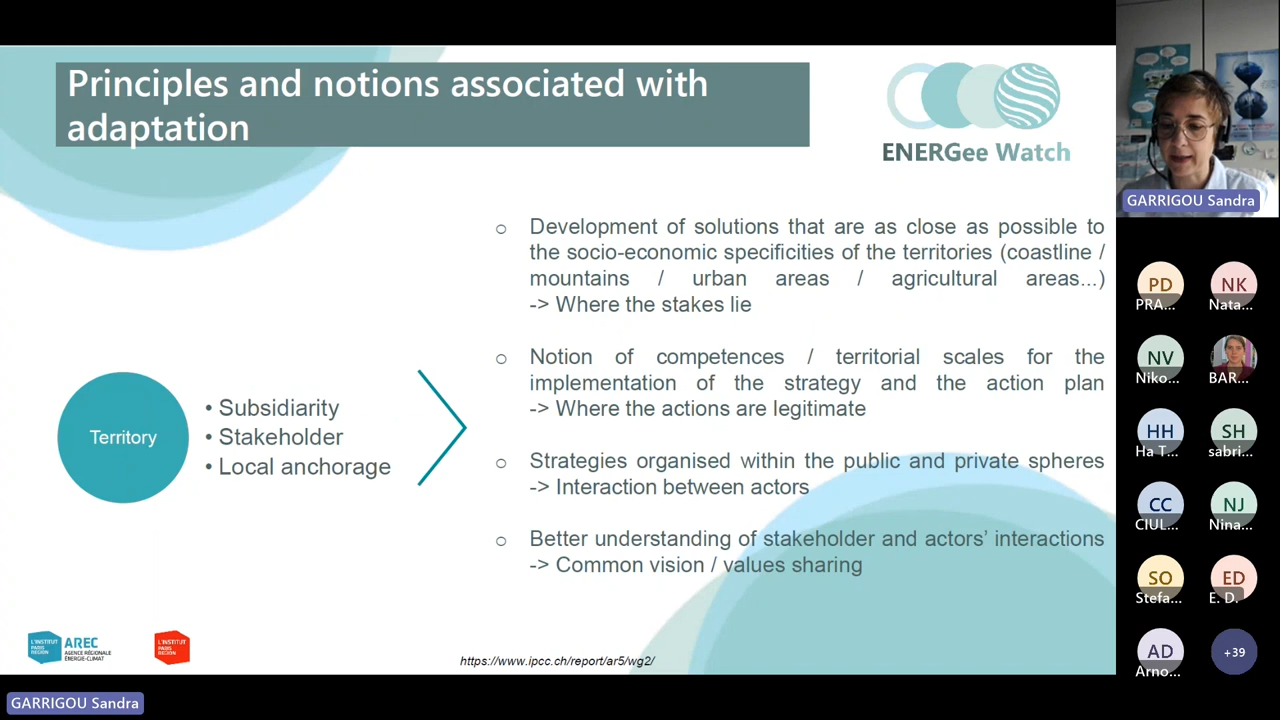 Principles and notions associated with
adaptation
ENERGee Watch
GARRIGOU Sandra
o Development of solutions that are as close as possible to
the socio-economic specificities of the territories (coastline /
mountains / urban areas / agricultural areas...)
-> Where the stakes lie
o Notion of competences / territorial scales for the
implementation of the strategy and the action plan
-> Where the actions are legitimate
Territory
• Subsidiarity
• Stakeholder
• Local anchorage
o Strategies organised within the public and private spheres
-> Interaction between actors
o Better understanding of stakeholder and actors’ interactions
-> Common vision / values sharing
L'INSTITUT
PARIS
REGION
AREC
AGENCE RÉGIONALE
ÉNERGIE-CLIMAT
L'INSTITUT
PARIS
REGION
https://www.ipcc.ch/report/ar5/wg2/
PD
PRA...
NK
Nata...
NV
Niko...
BAR...
HH
Ha T...
SH
sabri...
CC
CIUL...
NJ
Nina...
SO
Stefa...
ED
E. D.
AD
Arno...
+39
GARRIGOU Sandra